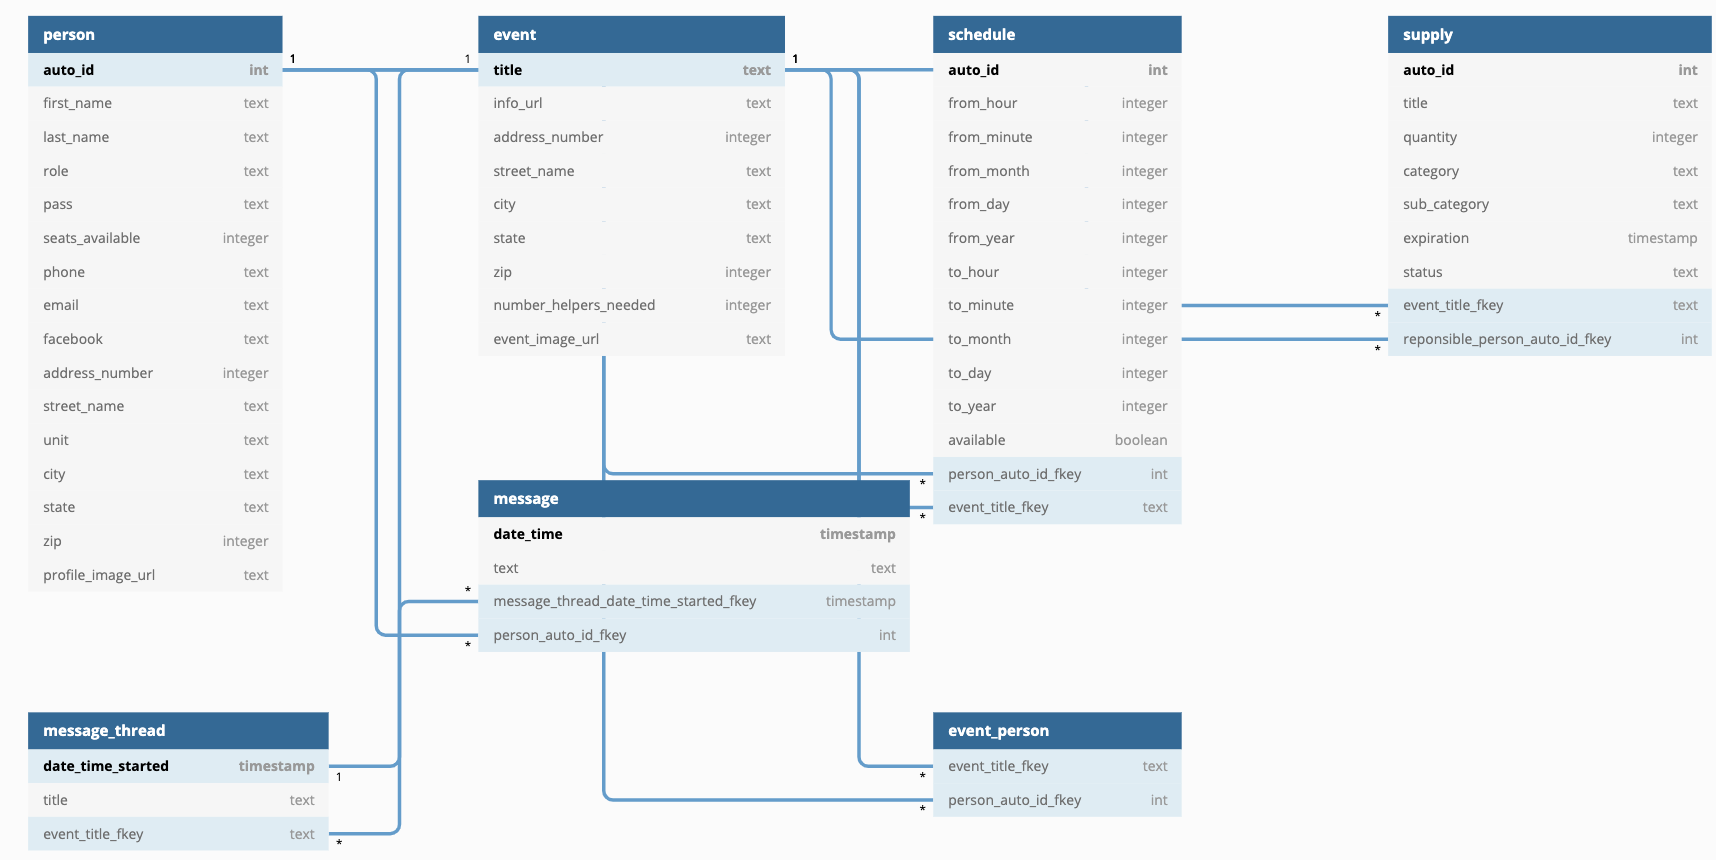 person
auto_id int
first_name text
last_name text
role text
pass text
seats_available integer
phone text
email text
facebook text
address_number integer
street_name text
unit text
city text
state text
zip integer
profile_image_url text
1
1
event
title text
info_url text
address_number integer
street_name text
city text
state text
zip integer
number_helpers_needed integer
event_image_url text
1
schedule
auto_id int
from_hour integer
from_minute integer
from_month integer
from_day integer
from_year integer
to_hour integer
to_minute integer
to_month integer
to_day integer
to_year integer
available boolean
person_auto_id_fkey int
event_title_fkey text
*
*
supply
auto_id int
title text
quantity integer
category text
sub_category text
expiration timestamp
status text
event_title_fkey text
reponsible_person_auto_id_fkey int
*
*
message
date_time timestamp
text text
message_thread_date_time_started_fkey timestamp
person_auto_id_fkey int
*
*
message_thread
date_time_started timestamp
title text
event_title_fkey text
1
*
event_person
event_title_fkey text
person_auto_id_fkey int
*
*